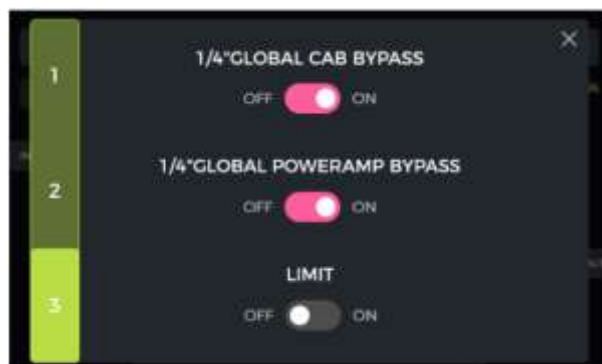 1/4"GLOBAL CAB BYPASS
1
OFF ON
1/4"GLOBAL POWERAMP BYPASS
2
OFF ON
LIMIT
3
OFF ON